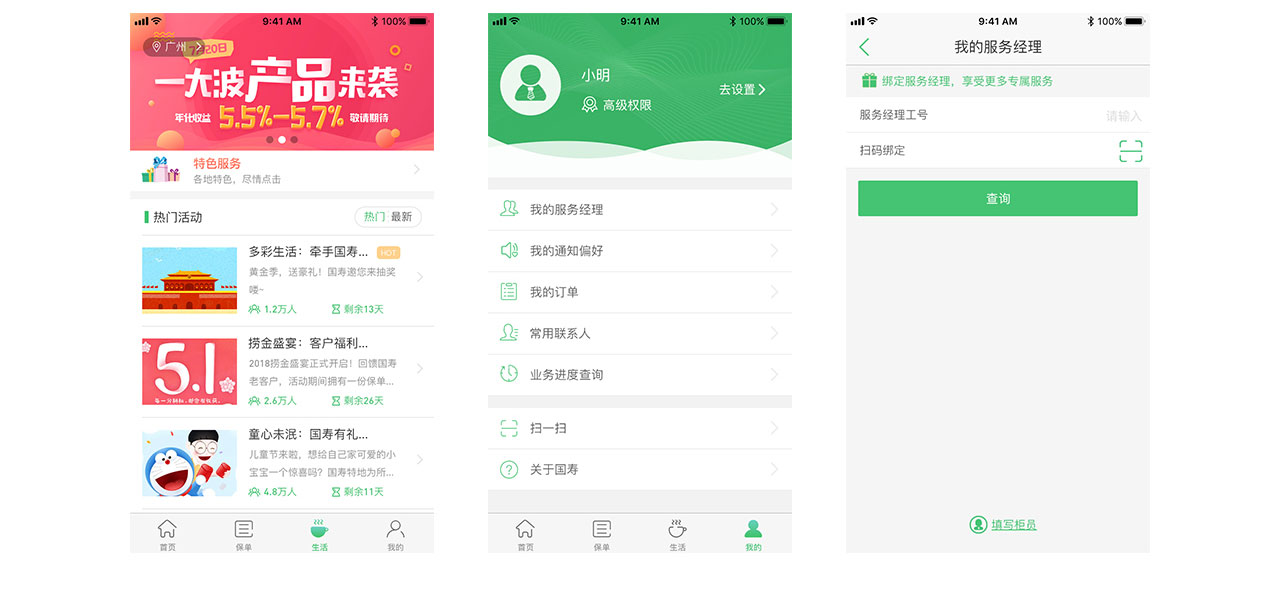 9:41 AM
100%
广州
7月20日
一大波产品来袭
年化收益 5.5%—5.7% 敬请期待
特色服务
各地特色，尽情点击
热门活动
热门 最新
多彩生活：牵手国寿... HOT
黄金季，送豪礼！国寿邀您来抽奖
喽~
1.2万人 剩余13天
5.1
捞金盛宴：客户福利...
2018捞金盛宴正式开启！回馈国寿
老客户，活动期间拥有一份保单...
2.6万人 剩余26天
童心未泯：国寿有礼...
儿童节来啦，想给自己家可爱的小
宝宝一个惊喜吗？国寿特地为所...
4.8万人 剩余11天
首页 保单 生活 我的
9:41 AM
100%
小明
高级权限
去设置
我的服务经理
我的通知偏好
我的订单
常用联系人
业务进度查询
扫一扫
关于国寿
首页 保单 生活 我的
9:41 AM
100%
我的服务经理
绑定服务经理，享受更多专属服务
服务经理工号 请输入
扫码绑定
查询
填写柜员